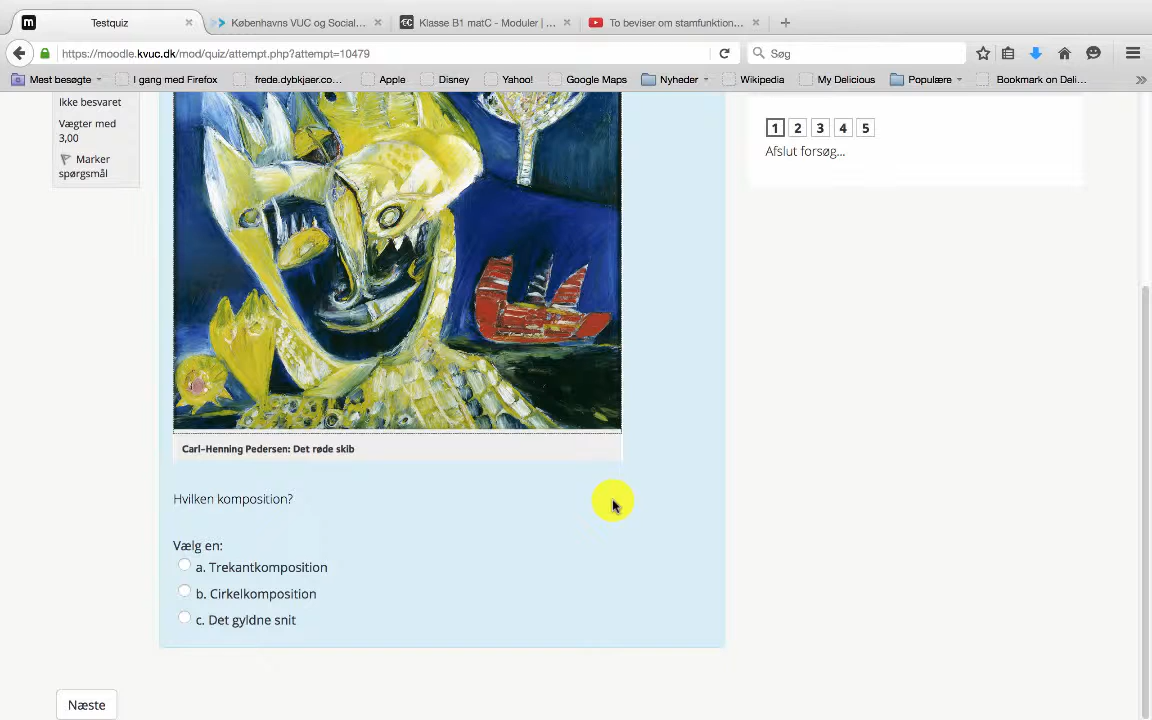 Testquiz
Københavns VUC og Social...
Klasse B1 matC - Moduler | ...
To beviser om stamfunktion...
https://moodle.kvuc.dk/mod/quiz/attempt.php?attempt=10479
Søg
Mest besøgte
I gang med Firefox
frede.dybkjaer.co...
Apple
Disney
Yahoo!
Google Maps
Nyheder
Wikipedia
My Delicious
Populære
Bookmark on Deli...
Ikke besvaret
Vægter med
3,00
Marker
spørgsmål
1 2 3 4 5
Afslut forsøg...
Carl-Henning Pedersen: Det røde skib
Hvilken komposition?
Vælg en:
a. Trekantkomposition
b. Cirkelkomposition
c. Det gyldne snit
Næste